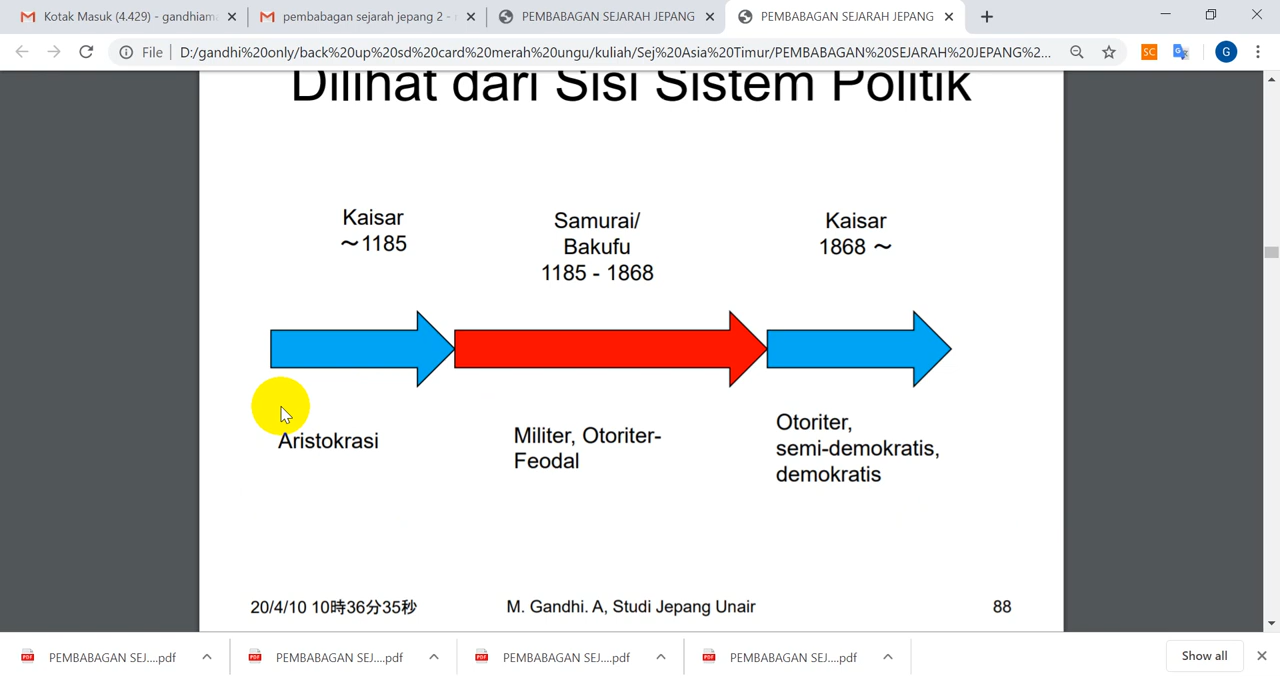 Kotak Masuk (4.429) - gandhiam
pembabagan sejarah jepang 2 -
PEMBABAGAN SEJARAH JEPANG
PEMBABAGAN SEJARAH JEPANG
File
D:/gandhi%20only/back%20up%20sd%20card%20merah%20ungu/kuliah/Sej%20Asia%20Timur/PEMBABAGAN%20SEJARAH%20JEPANG%2...
SC
G
Dilihat dari Sisi Sistem Politik
Kaisar
~1185
Samurai/
Bakufu
1185 - 1868
Kaisar
1868 ~
Aristokrasi
Militer, Otoriter-
Feodal
Otoriter,
semi-demokratis,
demokratis
20/4/10 10時36分35秒
M. Gandhi. A, Studi Jepang Unair
88
PEMBABAGAN SEJ....pdf
PEMBABAGAN SEJ....pdf
PEMBABAGAN SEJ....pdf
PEMBABAGAN SEJ....pdf
Show all